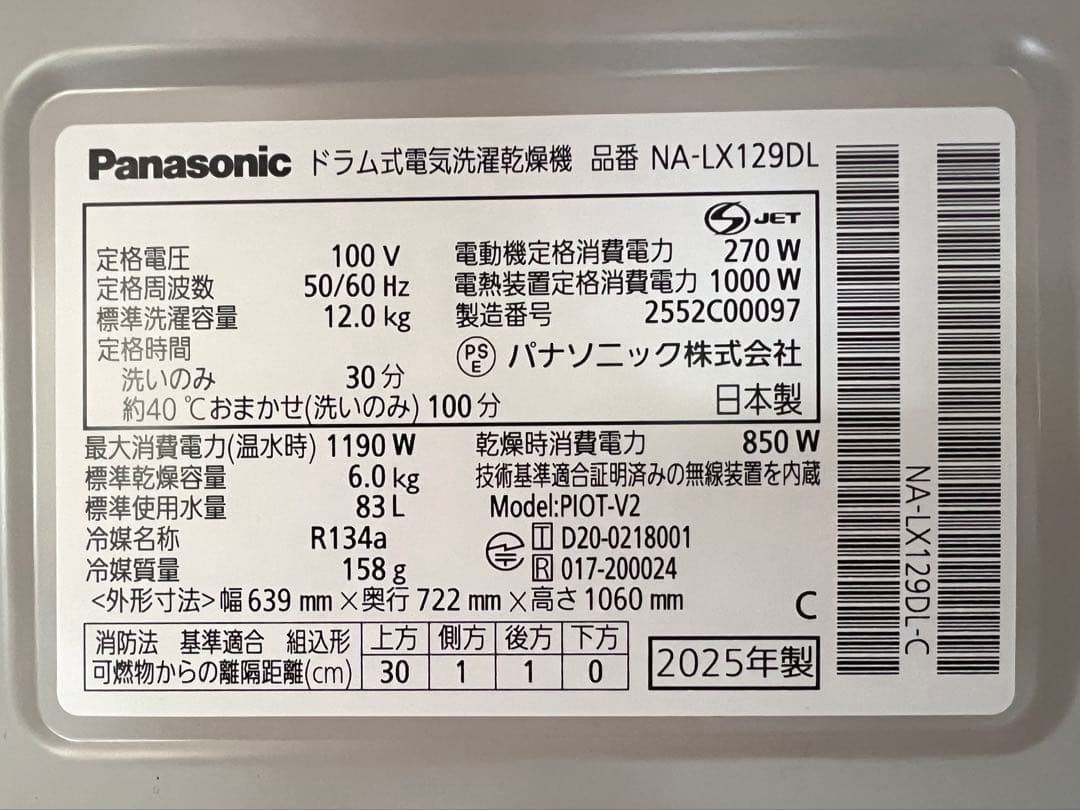 Panasonic ドラム式電気洗濯乾燥機 品番 NA-LX129DL
S JET
定格電圧 100 V 電動機定格消費電力 270 W
定格周波数 50/60 Hz 電熱装置定格消費電力 1000 W
標準洗濯容量 12.0 kg 製造番号 2552C00097
定格時間 PSE パナソニック株式会社
洗いのみ 30 分
約40 ℃おまかせ(洗いのみ) 100 分 日本製
最大消費電力(温水時) 1190 W 乾燥時消費電力 850 W
標準乾燥容量 6.0 kg 技術基準適合証明済みの無線装置を内蔵
標準使用水量 83 L Model:PIOT-V2
冷媒名称 R134a T D20-0218001
冷媒質量 158 g R 017-200024
<外形寸法> 幅 639 mm × 奥行 722 mm × 高さ 1060 mm C
消防法 基準適合 組込形 上方 側方 後方 下方
可燃物からの離隔距離(cm) 30 1 1 0
2025年製
NA-LX129DL-C